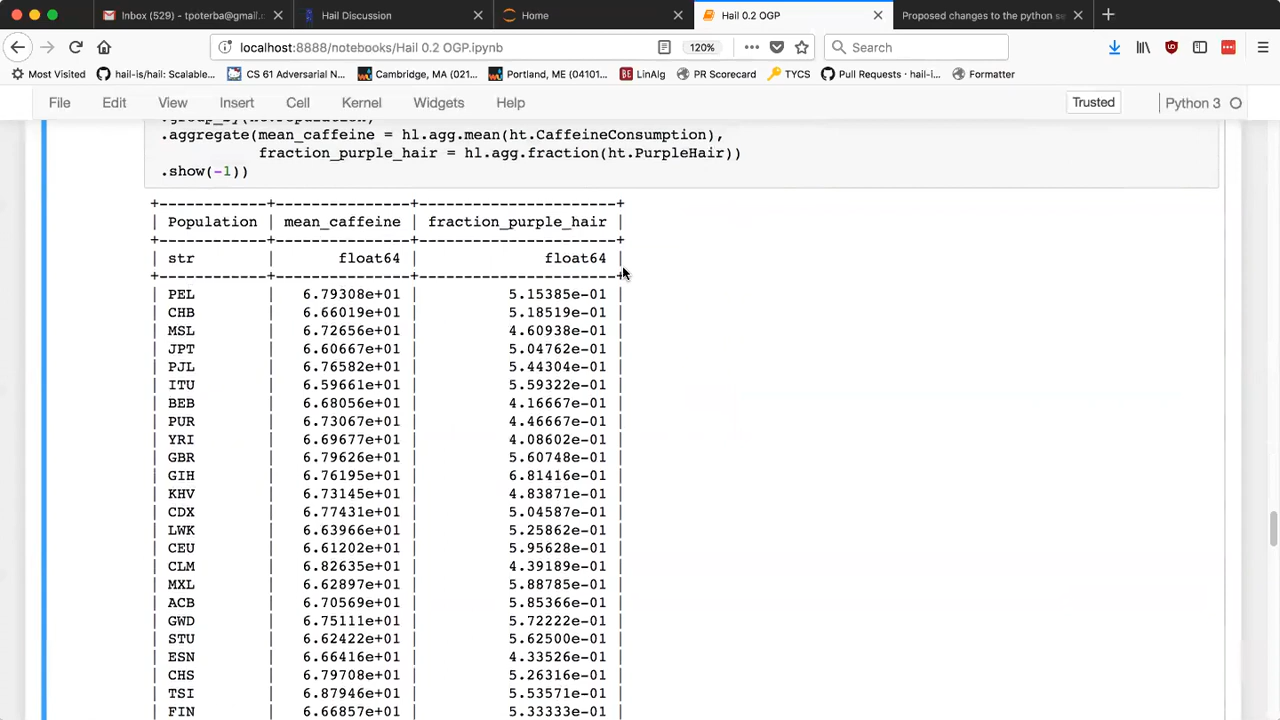 Inbox (529) - tpoterba@gmail.c
Hail Discussion
Home
Hail 0.2 OGP
Proposed changes to the python se
localhost:8888/notebooks/Hail 0.2 OGP.ipynb
120%
Search
Most Visited
hail-is/hail: Scalable...
CS 61 Adversarial N...
Cambridge, MA (021...
Portland, ME (04101...
BE LinAlg
PR Scorecard
TYCS
Pull Requests · hail-i...
Formatter
File Edit View Insert Cell Kernel Widgets Help
Trusted
Python 3
.aggregate(mean_caffeine = hl.agg.mean(ht.CaffeineConsumption),
fraction_purple_hair = hl.agg.fraction(ht.PurpleHair))
.show(-1))
+------------+---------------+----------------------+
| Population | mean_caffeine | fraction_purple_hair |
+------------+---------------+----------------------+
| str | float64 | float64 |
+------------+---------------+----------------------+
| PEL | 6.79308e+01 | 5.15385e-01 |
| CHB | 6.66019e+01 | 5.18519e-01 |
| MSL | 6.72656e+01 | 4.60938e-01 |
| JPT | 6.60667e+01 | 5.04762e-01 |
| PJL | 6.76582e+01 | 5.44304e-01 |
| ITU | 6.59661e+01 | 5.59322e-01 |
| BEB | 6.68056e+01 | 4.16667e-01 |
| PUR | 6.73067e+01 | 4.46667e-01 |
| YRI | 6.69677e+01 | 4.08602e-01 |
| GBR | 6.79626e+01 | 5.60748e-01 |
| GIH | 6.76195e+01 | 6.81416e-01 |
| KHV | 6.73145e+01 | 4.83871e-01 |
| CDX | 6.77431e+01 | 5.04587e-01 |
| LWK | 6.63966e+01 | 5.25862e-01 |
| CEU | 6.61202e+01 | 5.95628e-01 |
| CLM | 6.82635e+01 | 4.39189e-01 |
| MXL | 6.62897e+01 | 5.88785e-01 |
| ACB | 6.70569e+01 | 5.85366e-01 |
| GWD | 6.75111e+01 | 5.72222e-01 |
| STU | 6.62422e+01 | 5.62500e-01 |
| ESN | 6.66416e+01 | 4.33526e-01 |
| CHS | 6.79708e+01 | 5.26316e-01 |
| TSI | 6.87946e+01 | 5.53571e-01 |
| FIN | 6.66857e+01 | 5.33333e-01 |